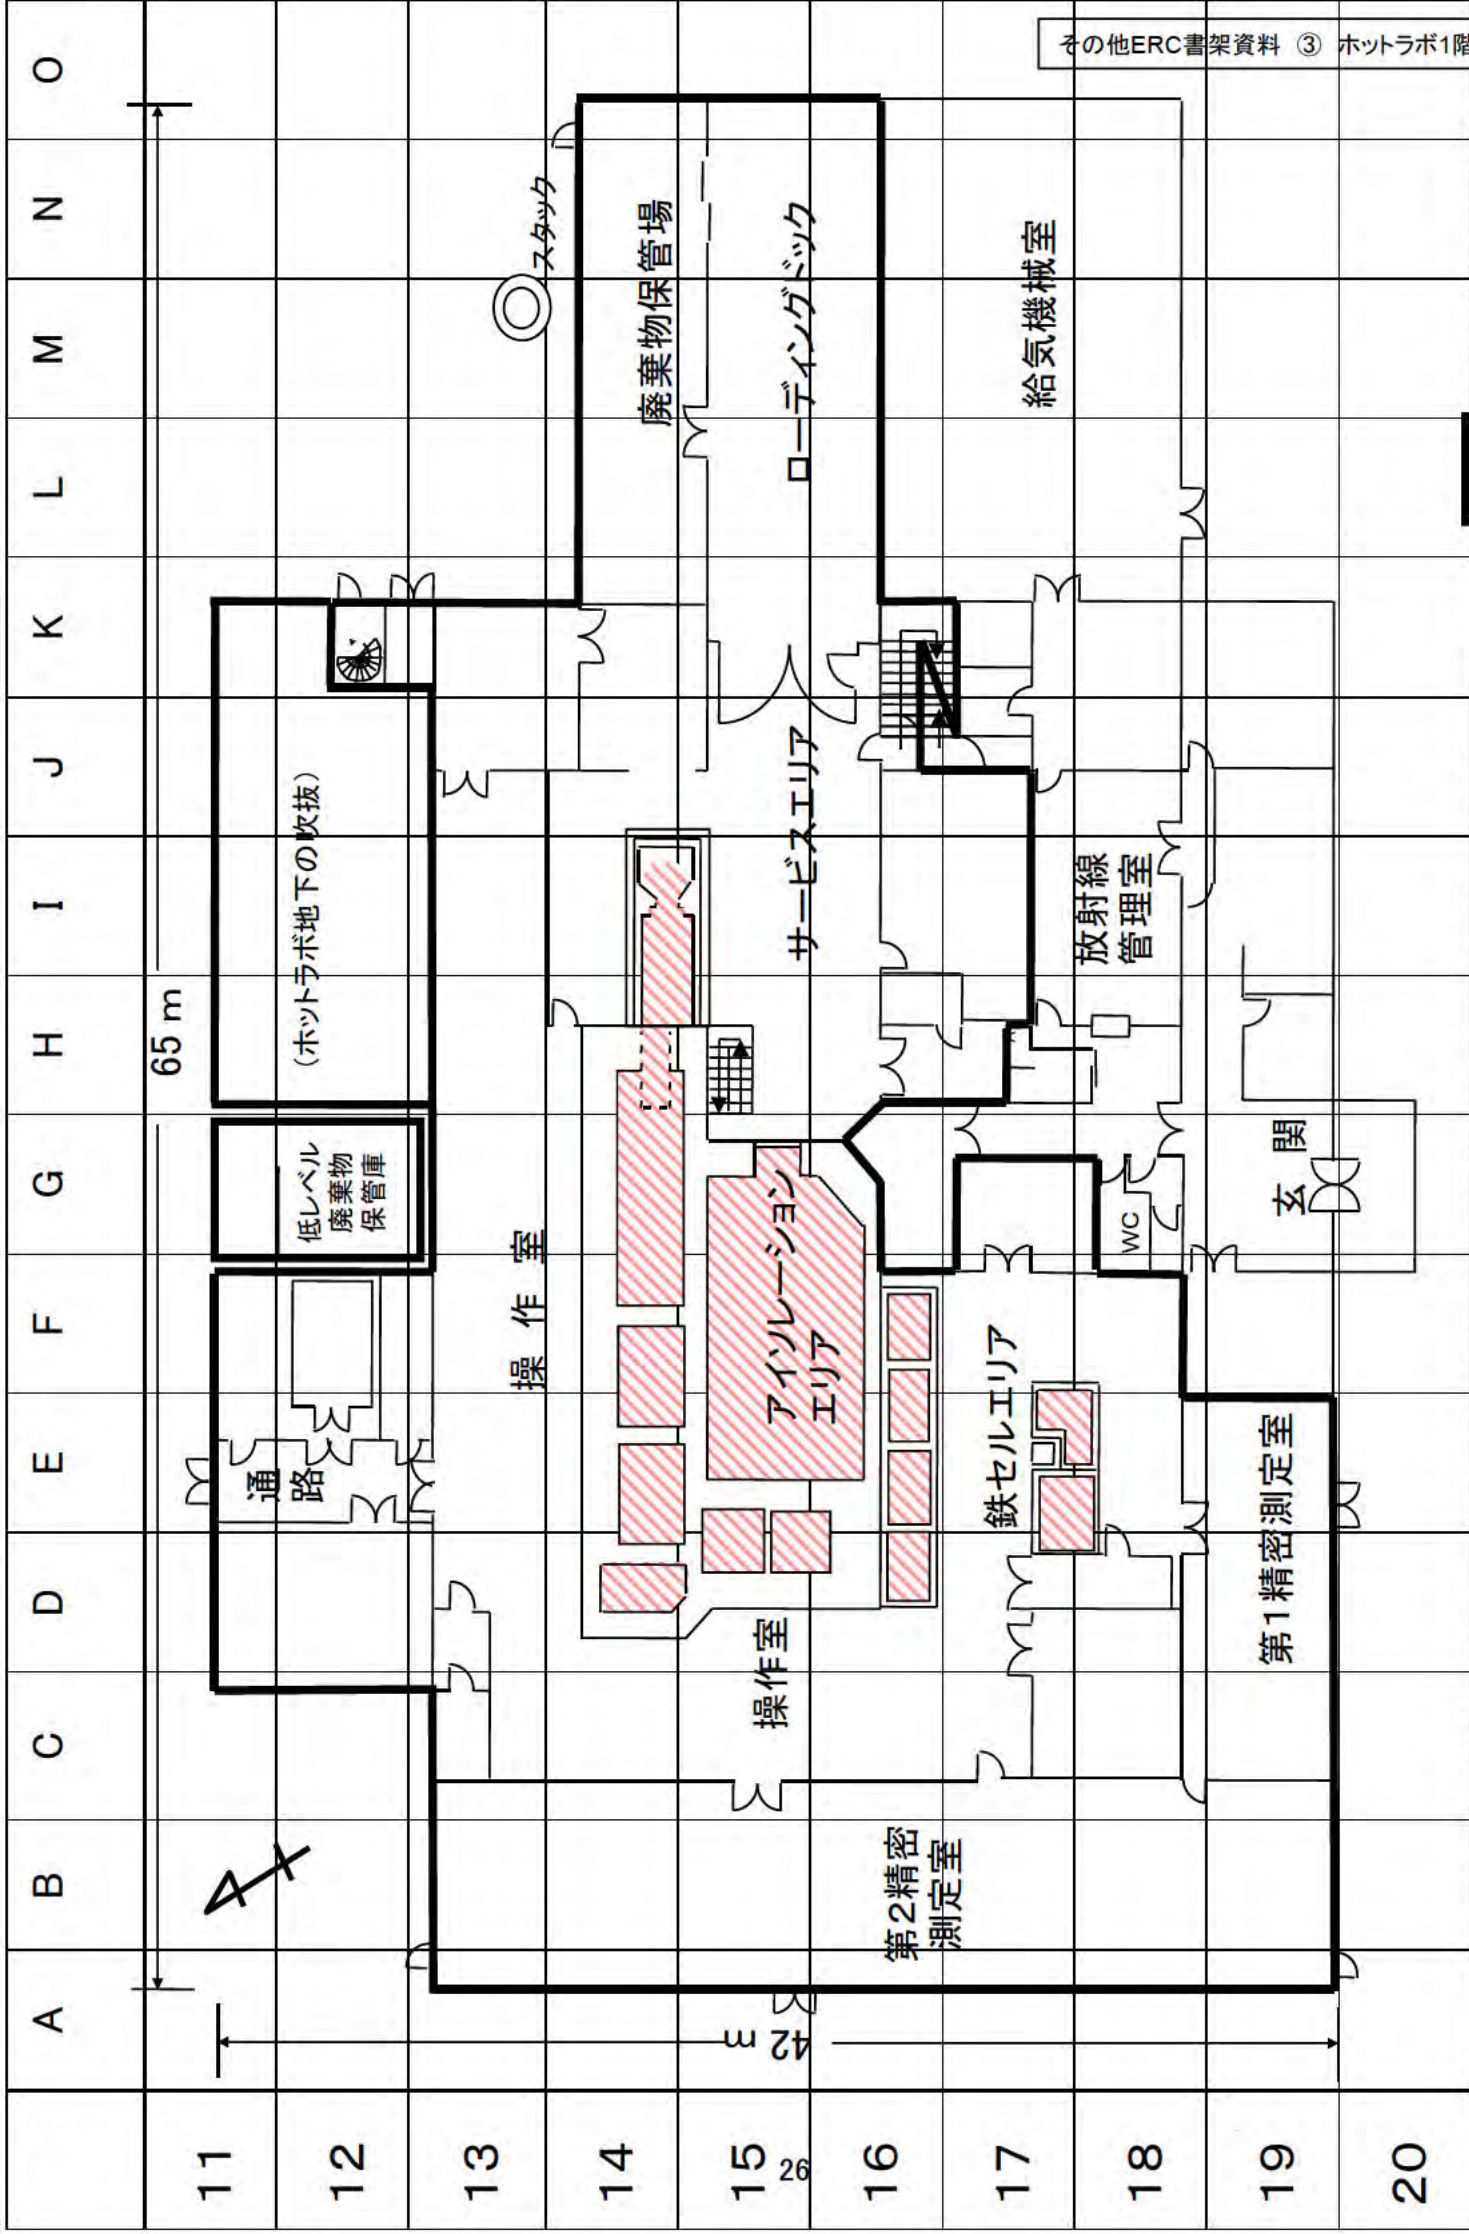 その他ERC書架資料 ③ ホットラボ1階
A B C D E F G H I J K L M N O
11
12
13
14
15
16
17
18
19
20
65 m
42 m
(ホットラボ地下の吹抜)
低レベル
廃棄物
保管庫
通
路
スタック
廃棄物保管場
ローディングドック
給気機械室
サービスエリア
操 作 室
アイソレーション
エリア
操作室
鉄セルエリア
放射線
管理室
WC
玄 関
第1精密測定室
第2精密
測定室
26